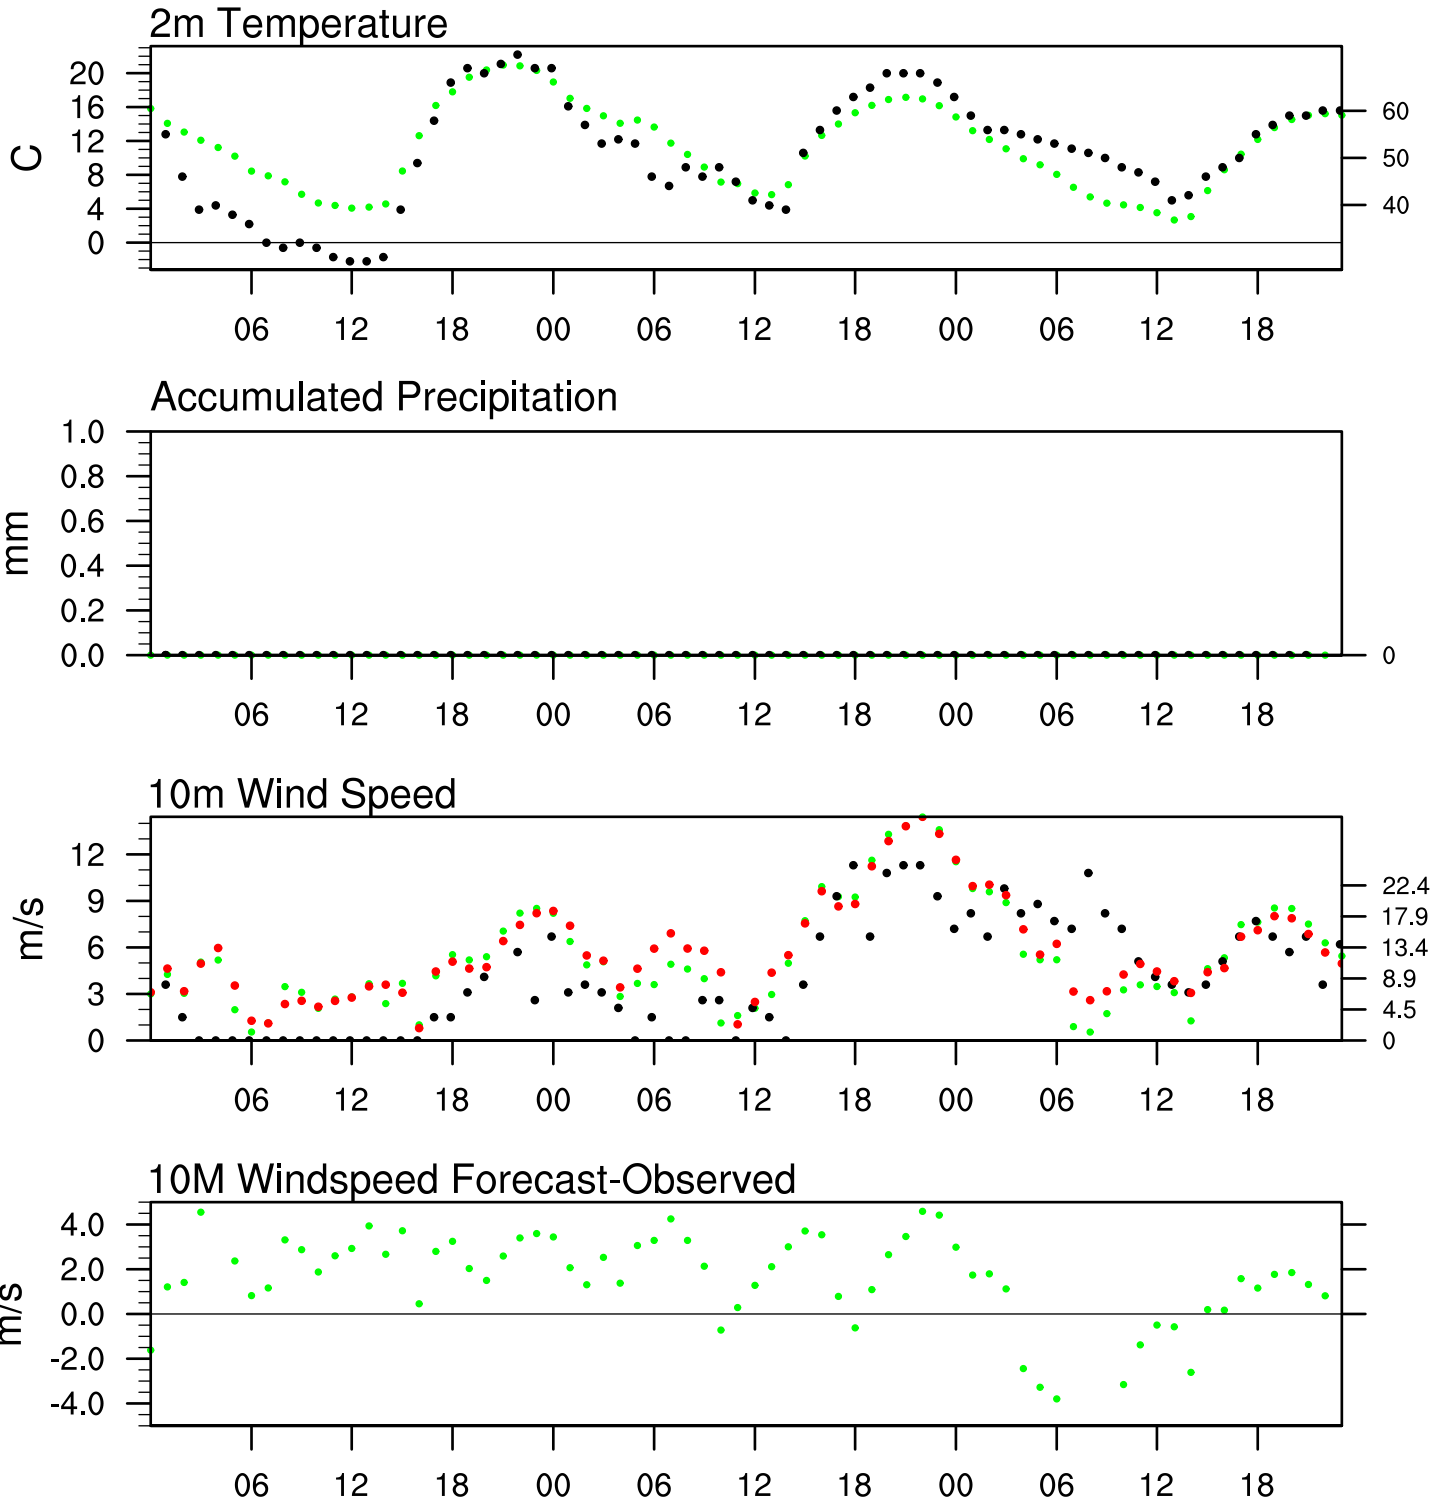 2m Temperature
20
16
12
8
4
0
C
60
50
40
06 12 18 00 06 12 18 00 06 12 18
Accumulated Precipitation
1.0
0.8
0.6
0.4
0.2
0.0
mm
0
06 12 18 00 06 12 18 00 06 12 18
10m Wind Speed
12
9
6
3
0
m/s
22.4
17.9
13.4
8.9
4.5
0
06 12 18 00 06 12 18 00 06 12 18
10M Windspeed Forecast-Observed
4.0
2.0
0.0
-2.0
-4.0
m/s
06 12 18 00 06 12 18 00 06 12 18